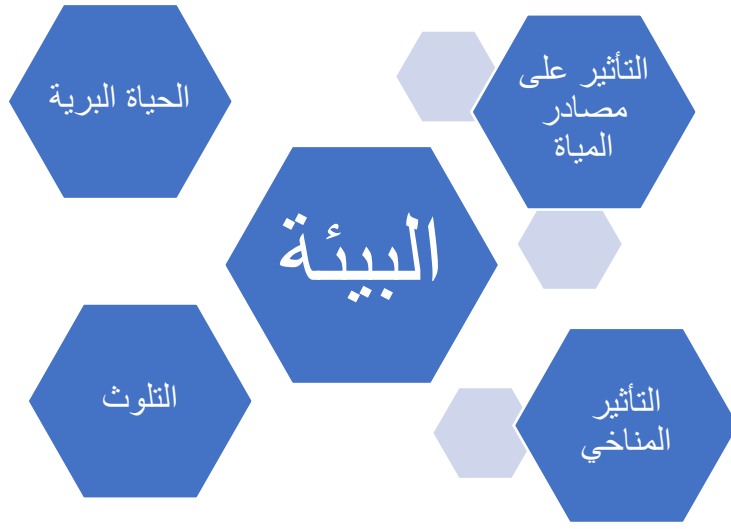 التأثير على
مصادر
المياة
الحياة البرية
البيئة
التأثير
المناخي
التلوث